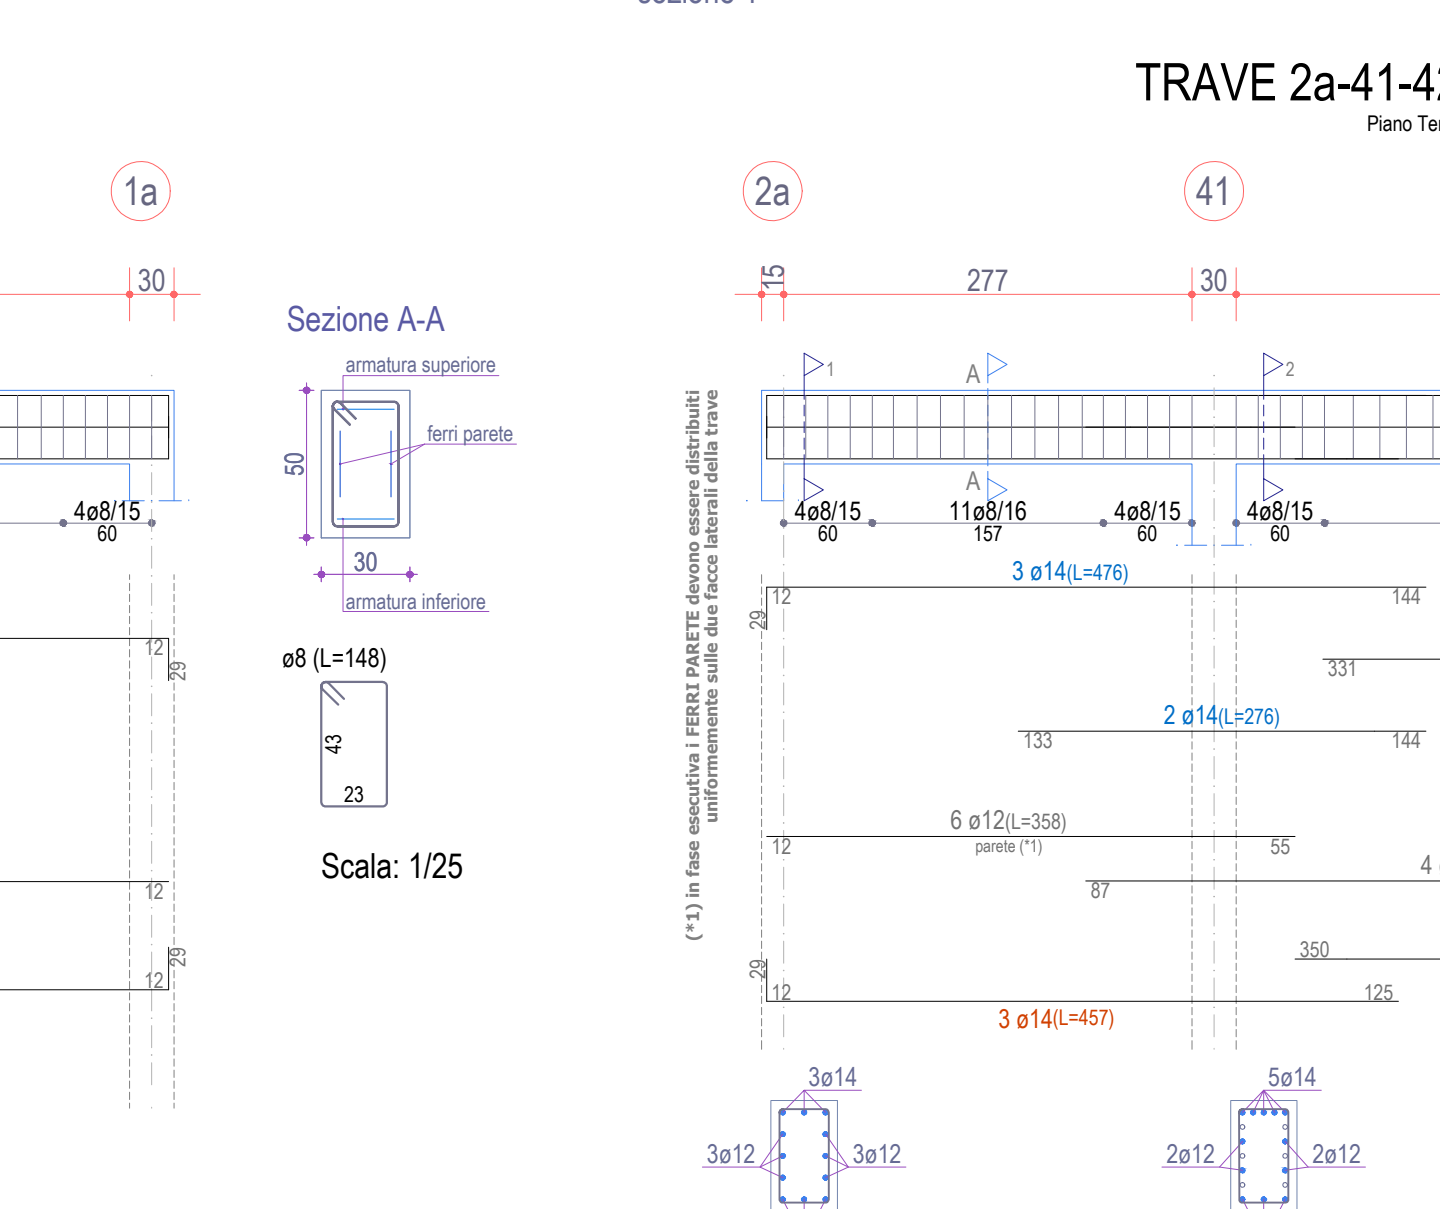 TRAVE 2a-41-4
Piano Te
1a
2a
41
30
15
277
30
Sezione A-A
armatura superiore
ferri parete
50
30
armatura inferiore
1
A
2
A
4ø8/15
60
4ø8/15
60
11ø8/16
157
4ø8/15
60
4ø8/15
60
(*1) in fase esecutiva i FERRI PARETE devono essere distribuiti
uniformemente sulle due facce laterali della trave
3 ø14(L=476)
12
144
29
12
29
ø8 (L=148)
43
23
331
2 ø14(L=276)
133
144
6 ø12(L=358)
parete (*1)
12
55
Scala: 1/25
4
12
87
350
29
12
29
12
125
3 ø14(L=457)
3ø14
5ø14
3ø12
3ø12
2ø12
2ø12